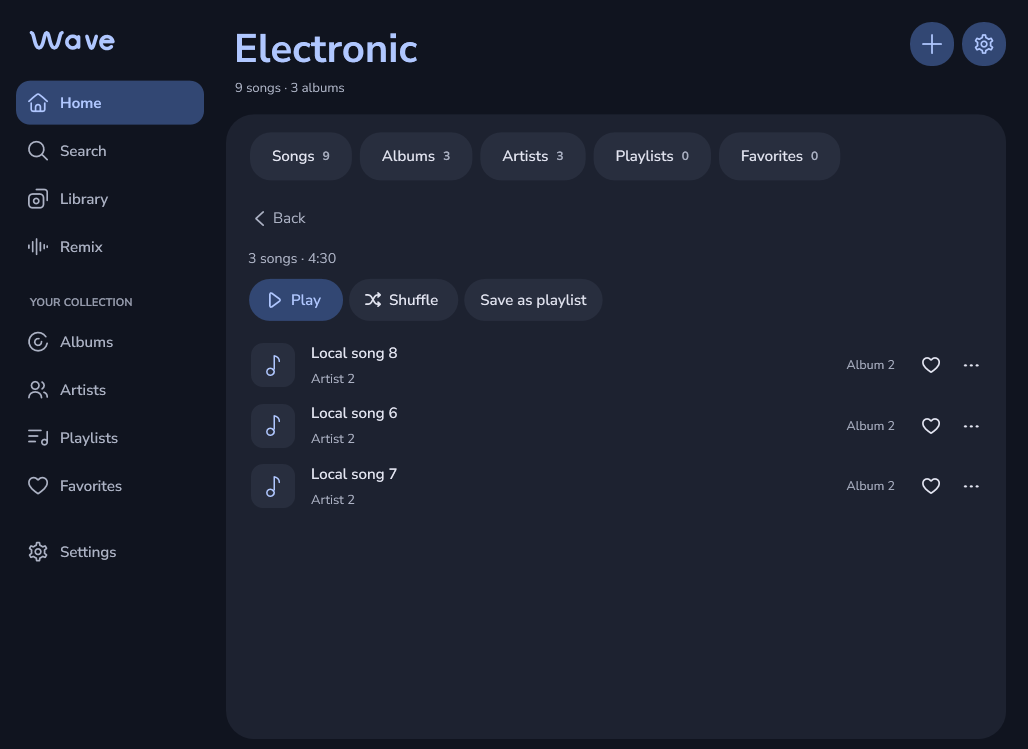 Wave
Home
Search
Library
Remix
YOUR COLLECTION
Albums
Artists
Playlists
Favorites
Settings
Electronic
9 songs · 3 albums
Songs 9
Albums 3
Artists 3
Playlists 0
Favorites 0
Back
3 songs · 4:30
Play
Shuffle
Save as playlist
Local song 8
Artist 2
Album 2
Local song 6
Artist 2
Album 2
Local song 7
Artist 2
Album 2